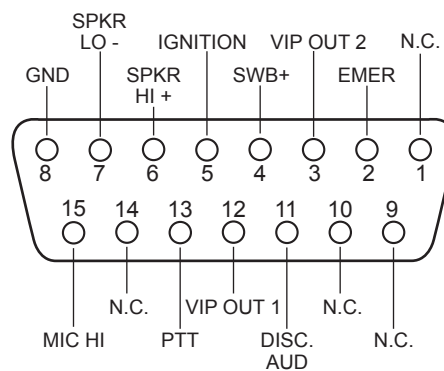 SPKR
LO -
IGNITION
VIP OUT 2
N.C.
GND
SPKR
HI +
SWB+
EMER
8 7 6 5 4 3 2 1
15 14 13 12 11 10 9
N.C.
VIP OUT 1
N.C.
MIC HI
PTT
DISC.
AUD
N.C.